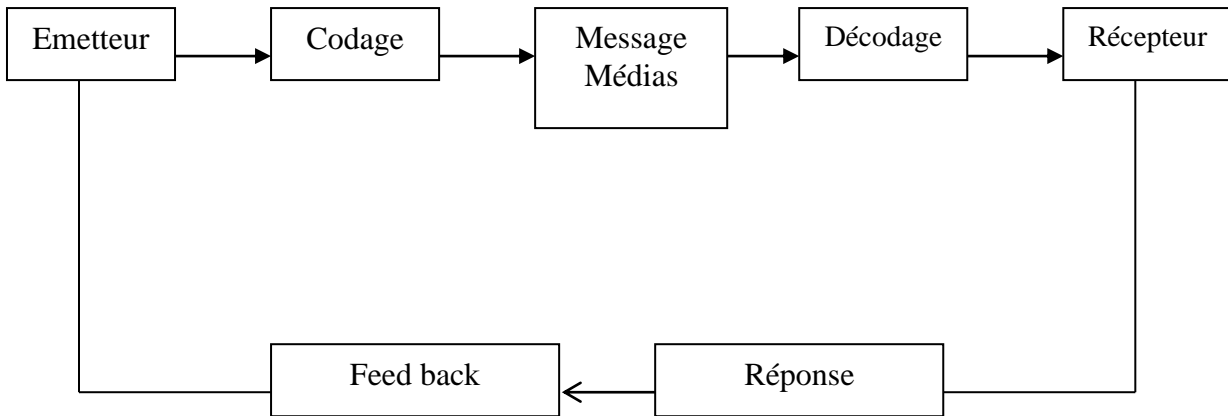 Emetteur
Codage
Message
Médias
Décodage
Récepteur
Feed back
Réponse